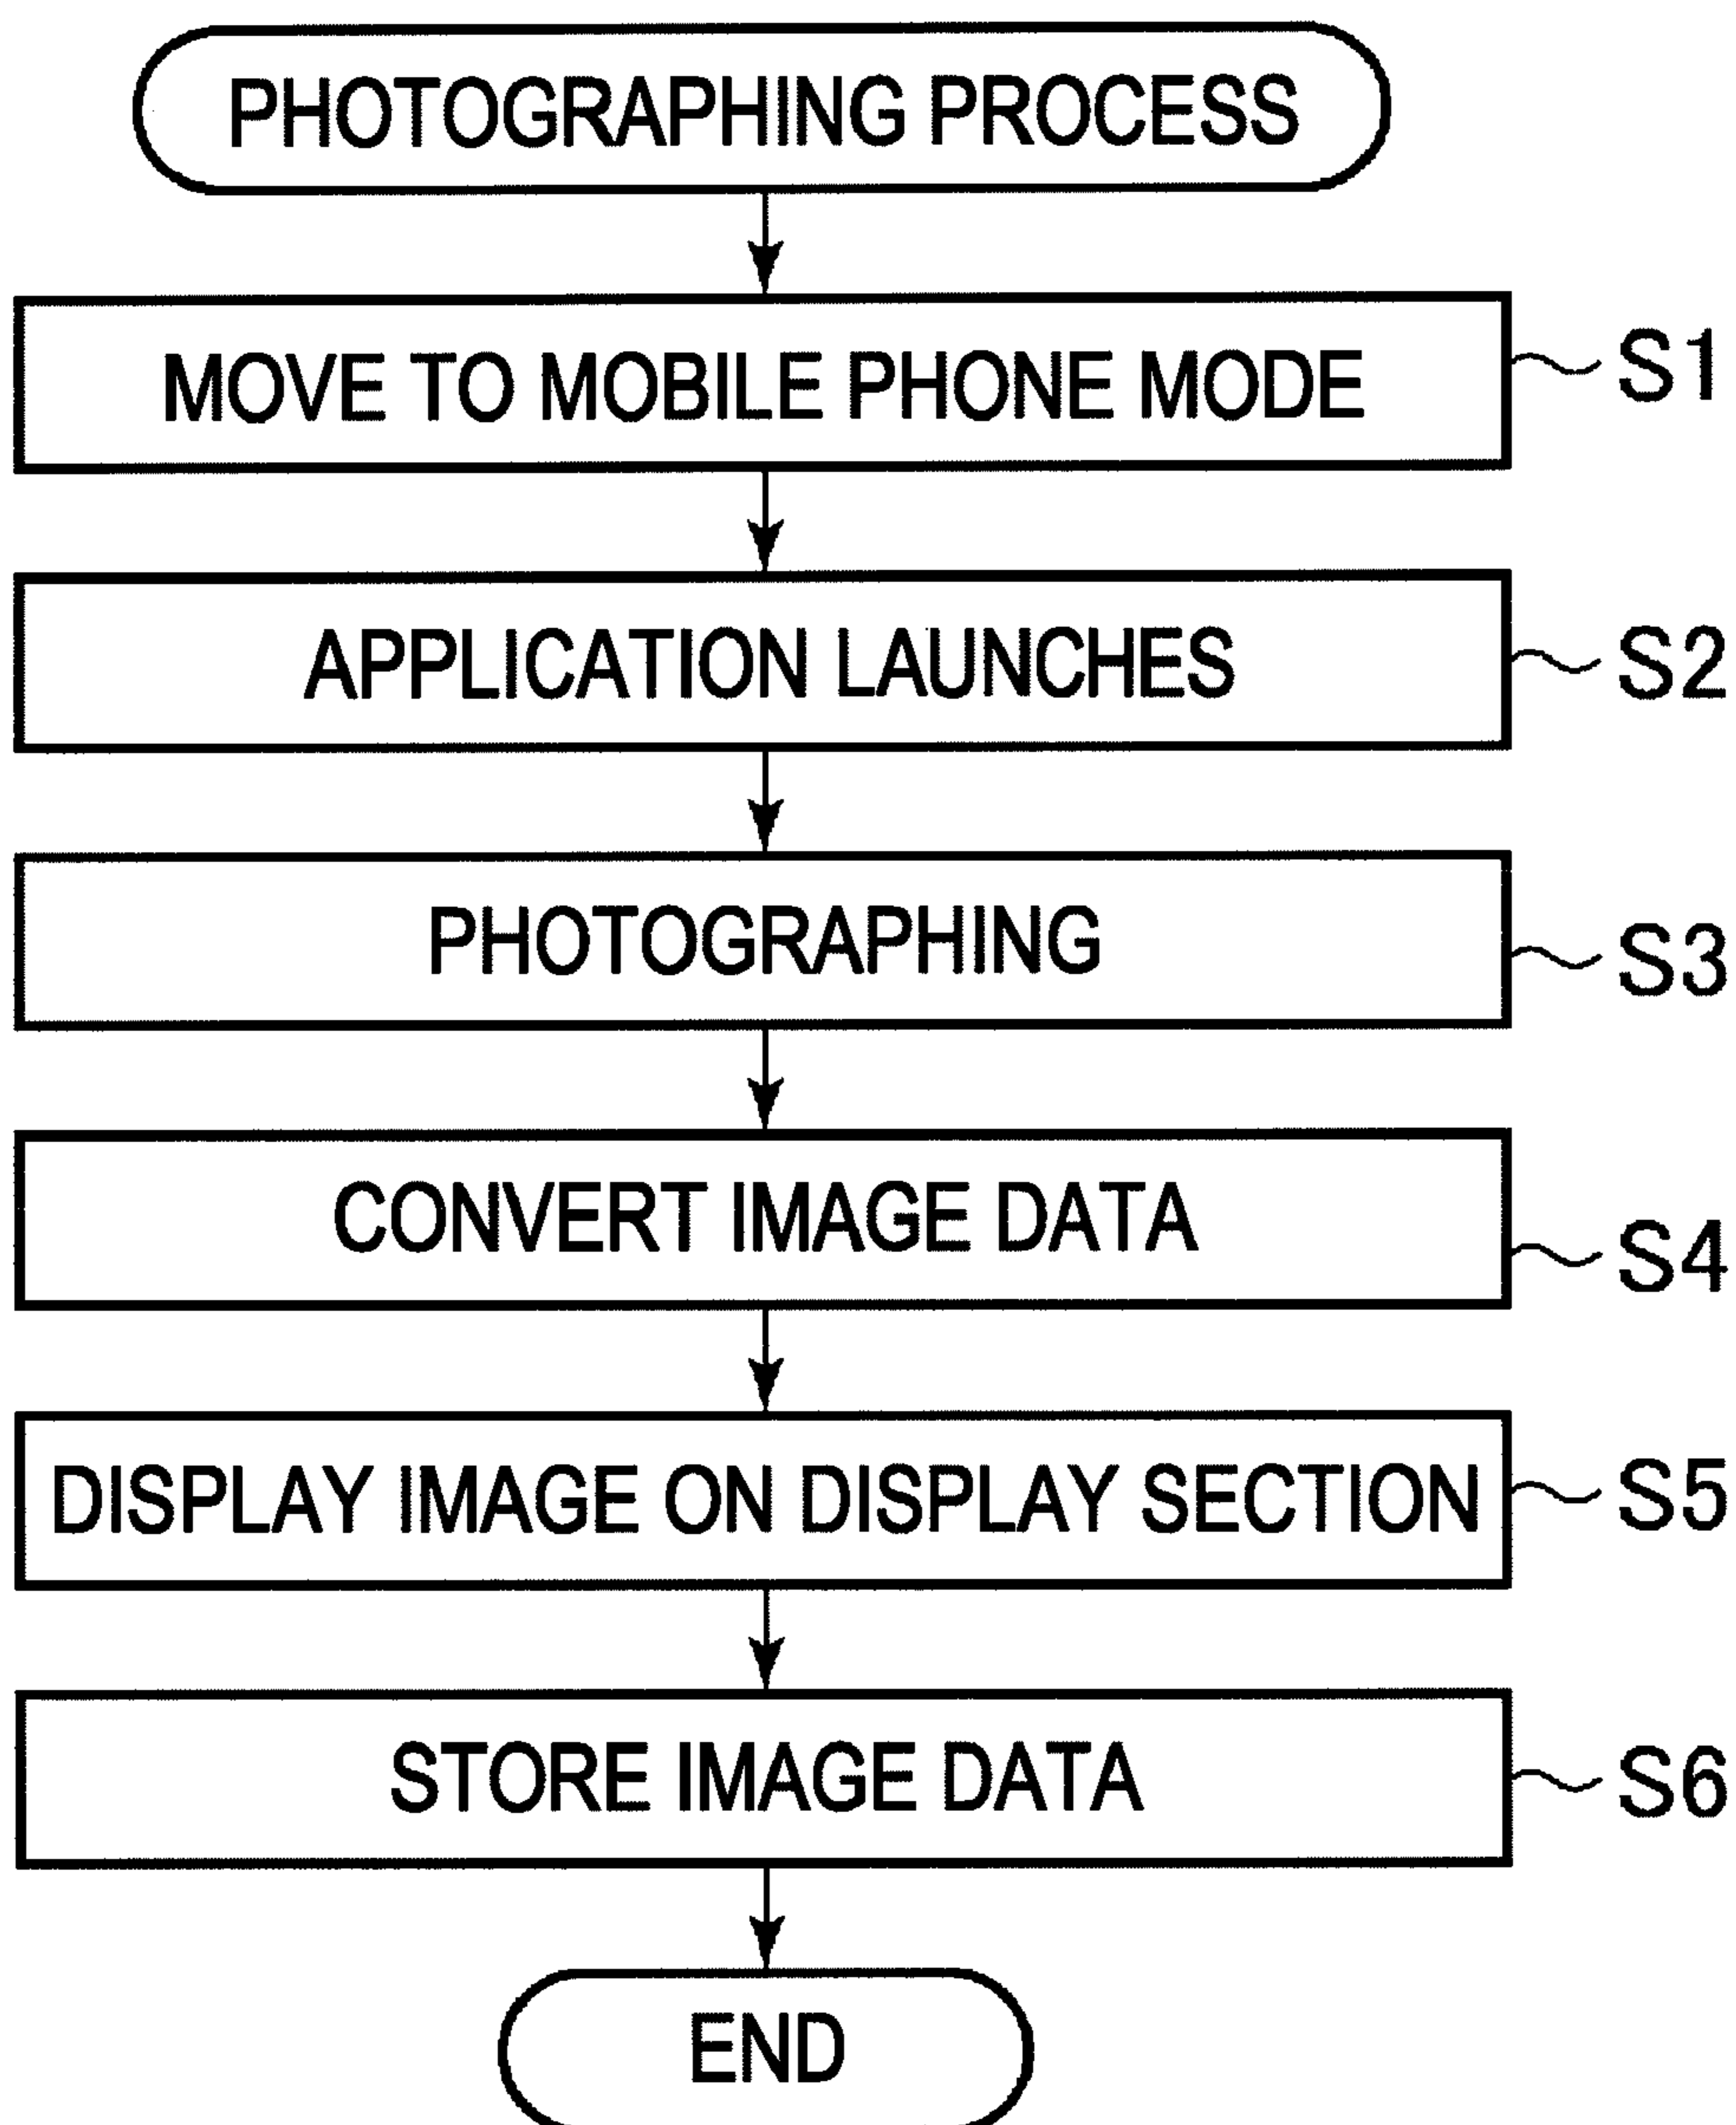 PHOTOGRAPHING PROCESS
MOVE TO MOBILE PHONE MODE
S1
APPLICATION LAUNCHES
S2
PHOTOGRAPHING
S3
CONVERT IMAGE DATA
S4
DISPLAY IMAGE ON DISPLAY SECTION
S5
STORE IMAGE DATA
S6
END